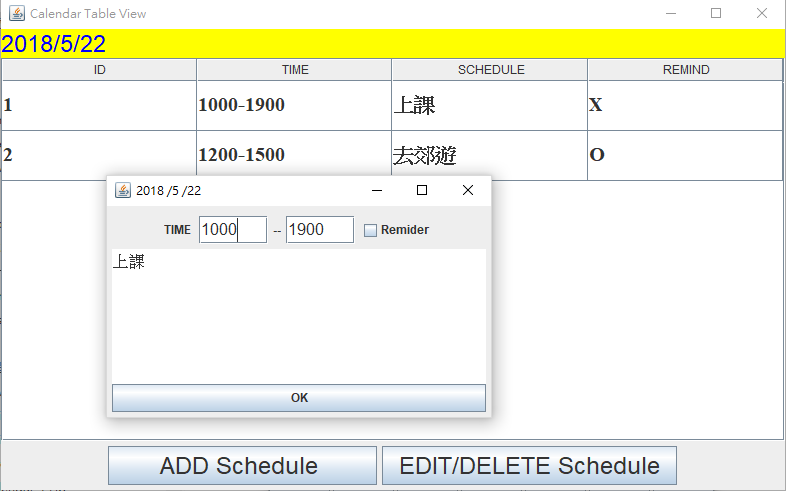 Calendar Table View
2018/5/22
ID TIME SCHEDULE REMIND
1 1000-1900 上課 X
2 1200-1500 去郊遊 O
2018 /5 /22
TIME 1000 -- 1900 Remider
上課
OK
ADD Schedule EDIT/DELETE Schedule